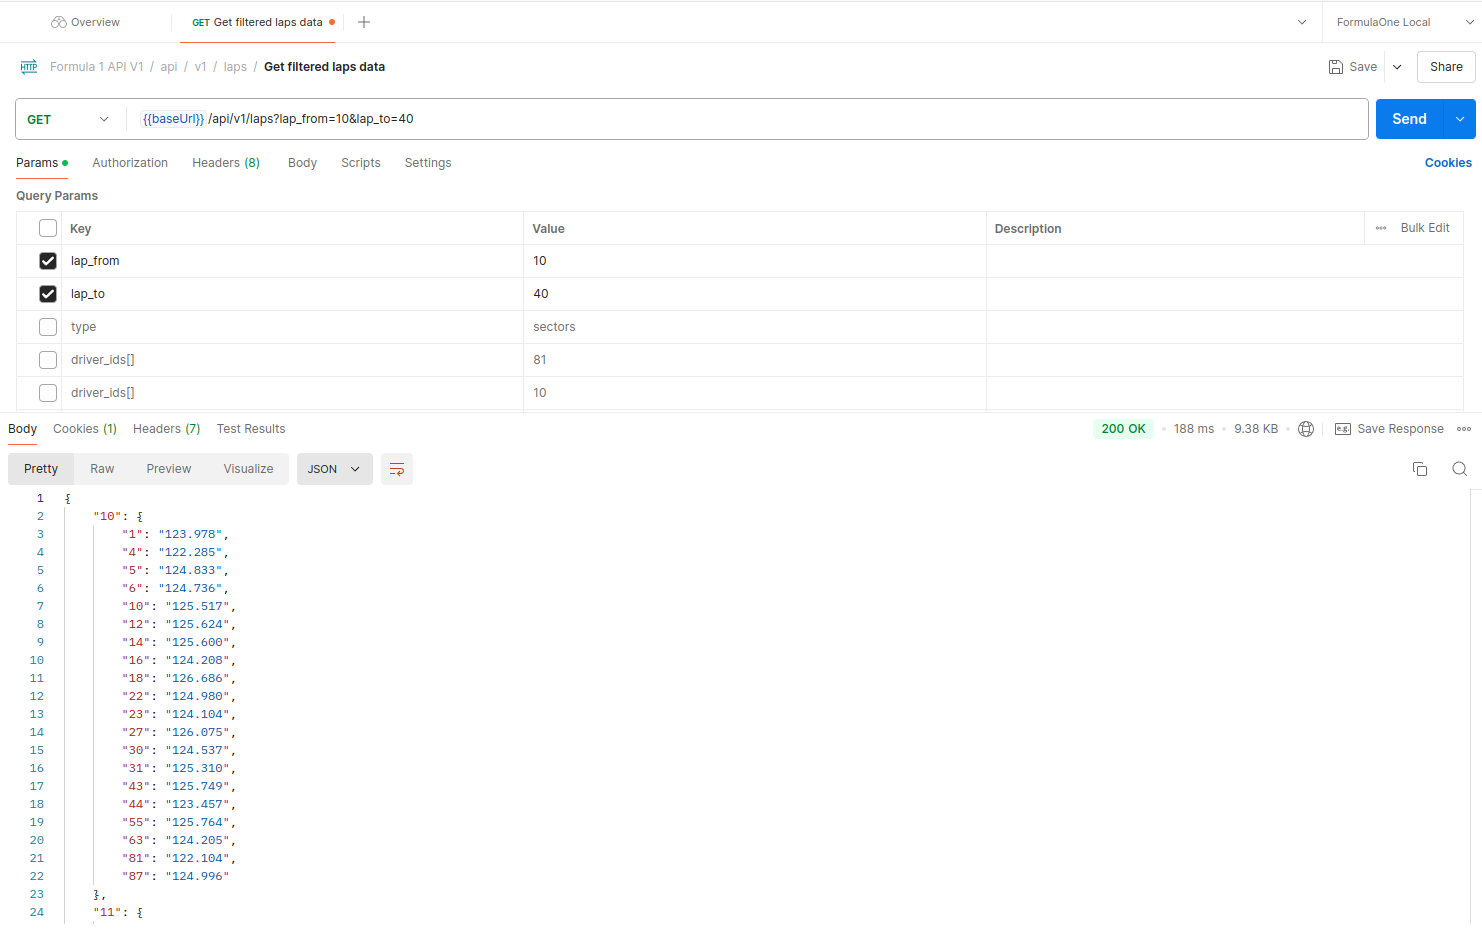 Overview
GET Get filtered laps data
FormulaOne Local
HTTP Formula 1 API V1 / api / v1 / laps / Get filtered laps data
Save
Share
GET
{{baseUrl}} /api/v1/laps?lap_from=10&lap_to=40
Send
Params
Authorization
Headers (8)
Body
Scripts
Settings
Cookies
Query Params
Key Value Description Bulk Edit
lap_from 10
lap_to 40
type sectors
driver_ids[] 81
driver_ids[] 10
Body Cookies (1) Headers (7) Test Results
200 OK • 188 ms • 9.38 KB • e.g. Save Response
Pretty Raw Preview Visualize JSON
1 {
2 "10": {
3 "1": "123.978",
4 "4": "122.285",
5 "5": "124.833",
6 "6": "124.736",
7 "10": "125.517",
8 "12": "125.624",
9 "14": "125.600",
10 "16": "124.208",
11 "18": "126.686",
12 "22": "124.980",
13 "23": "124.104",
14 "27": "126.075",
15 "30": "124.537",
16 "31": "125.310",
17 "43": "125.749",
18 "44": "123.457",
19 "55": "125.764",
20 "63": "124.205",
21 "81": "122.104",
22 "87": "124.996"
23 },
24 "11": {